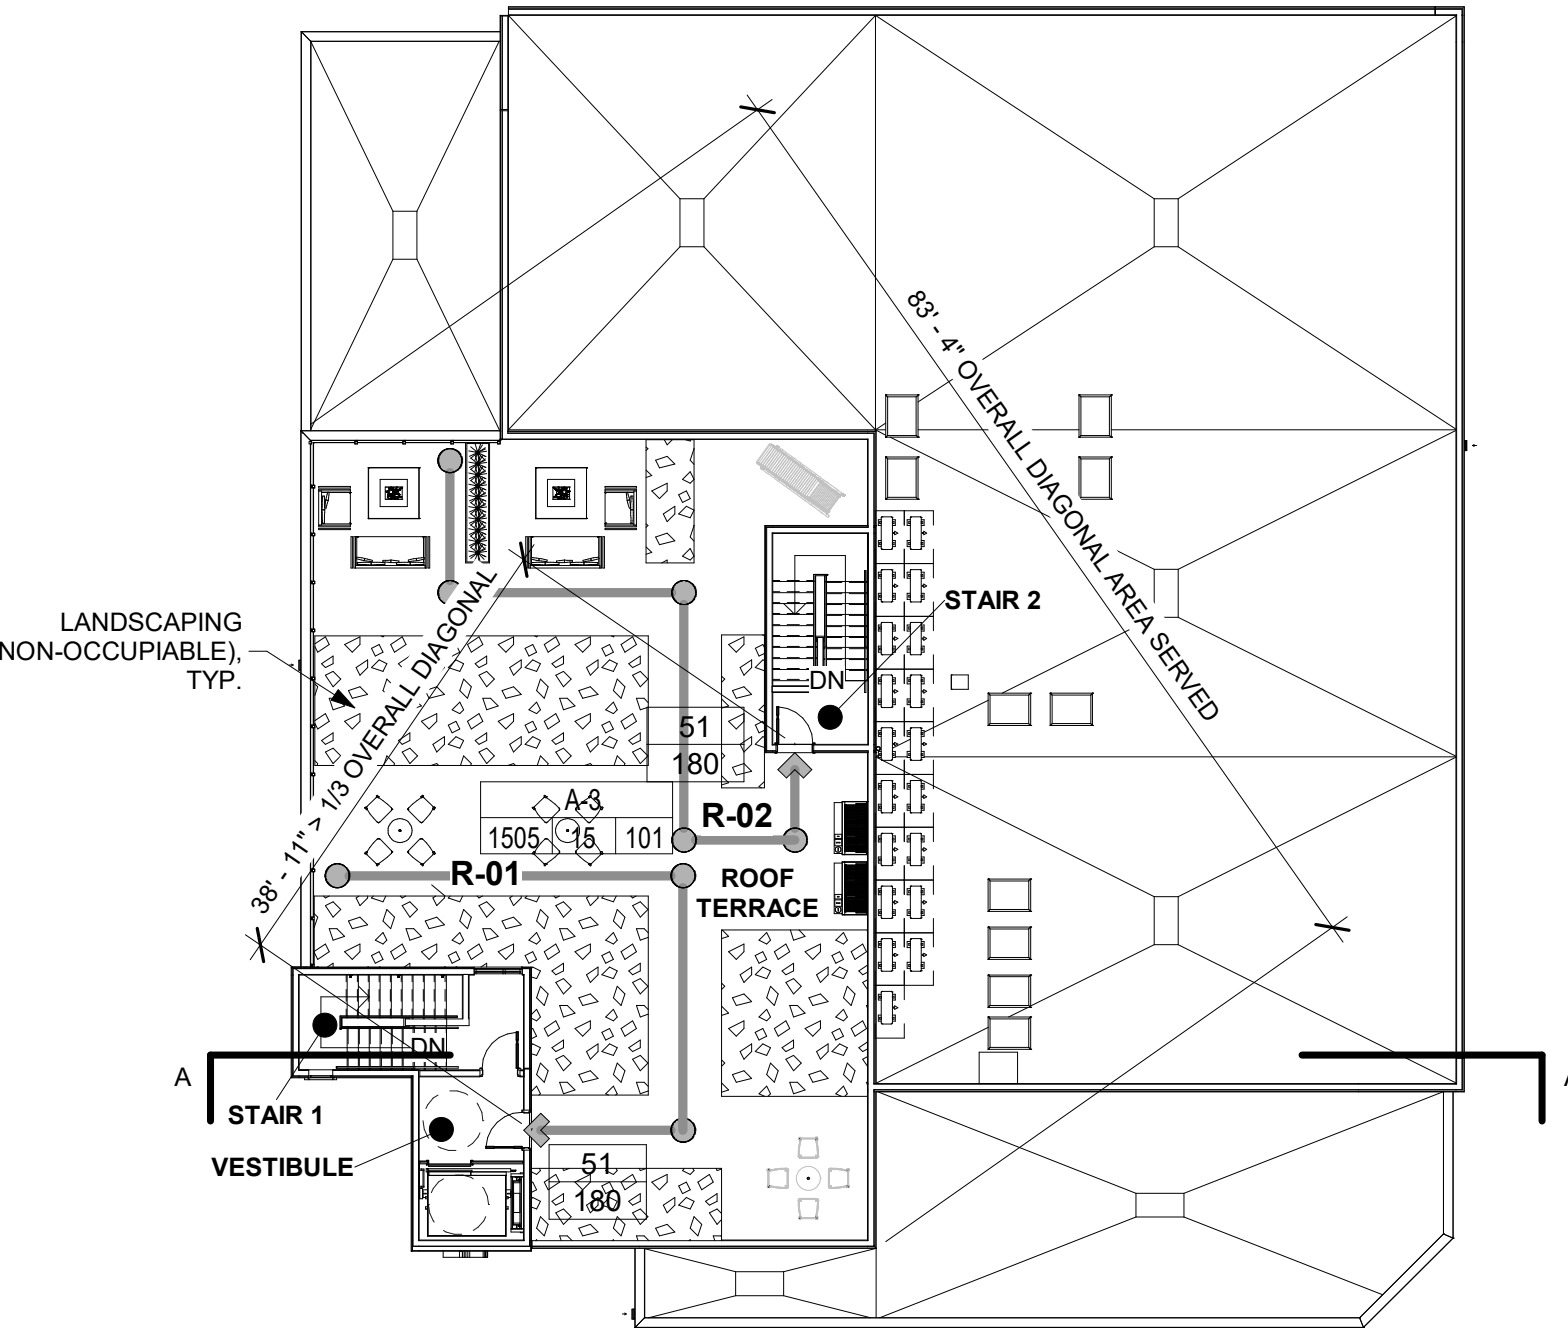 83' - 4" OVERALL DIAGONAL AREA SERVED
38' - 11" > 1/3 OVERALL DIAGONAL
LANDSCAPING
NON-OCCUPIABLE),
TYP.
STAIR 2
DN
51
180
A-3
1505 15 101
R-02
R-01
ROOF
TERRACE
DN
A
STAIR 1
VESTIBULE
51
180